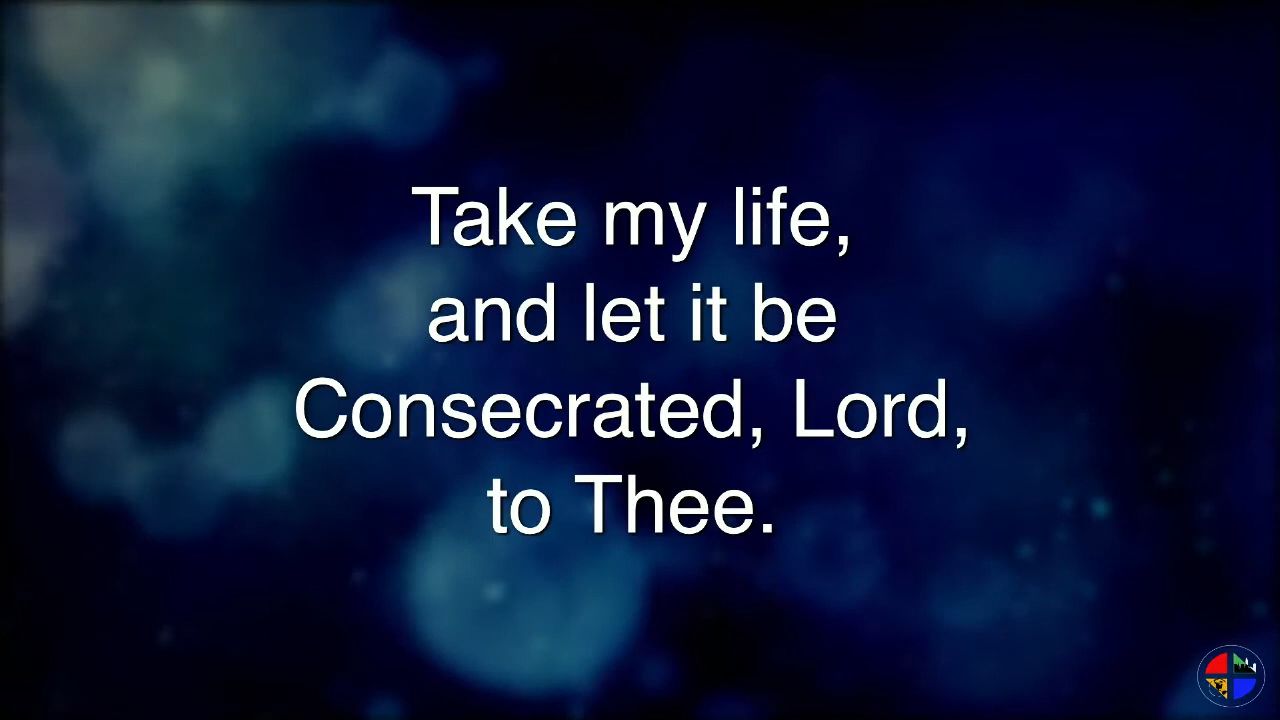 Take my life,
and let it be
Consecrated, Lord,
to Thee.